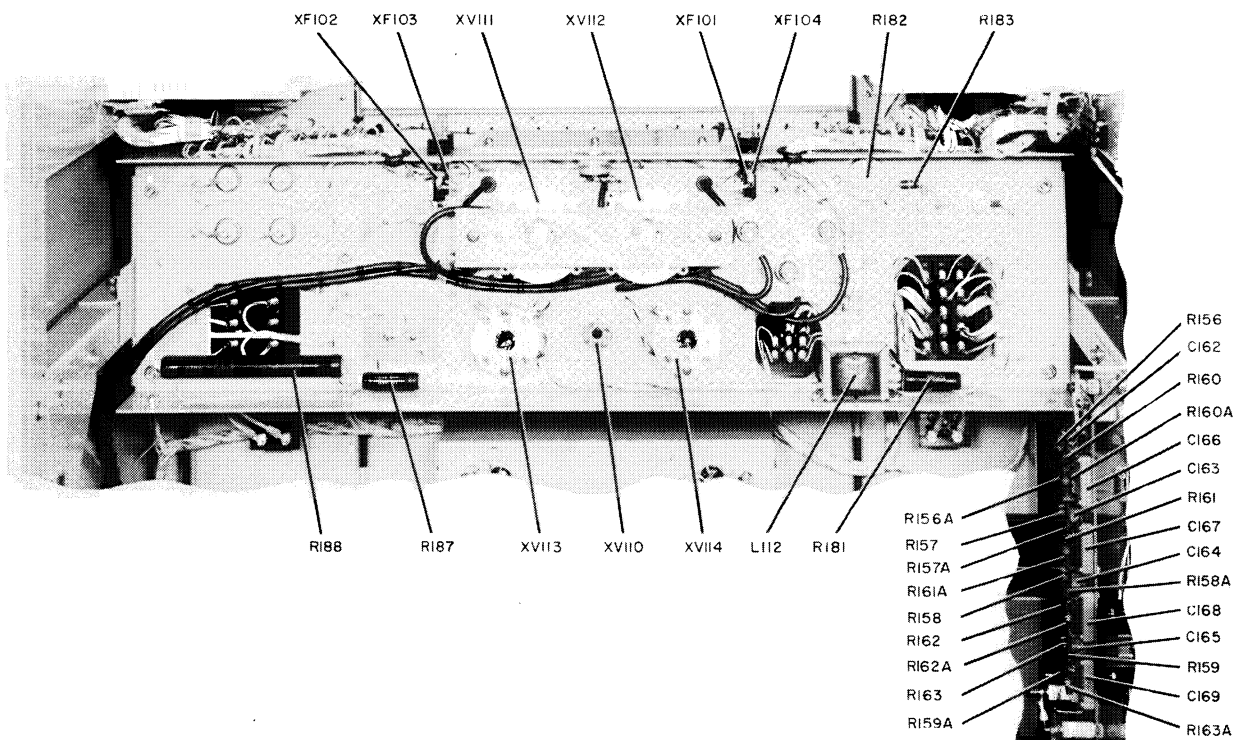 XF102 XF103 XV111 XV112 XF101 XF104 R182 R183
R156
C162
R160
R160A
C166
C163
R161
C167
C164
R158A
C168
C165
R159
C169
R163A
R156A
R157
R157A
R161A
R158
R162
R162A
R163
R159A
R188 R187 XV113 XV110 XV114 L112 R181